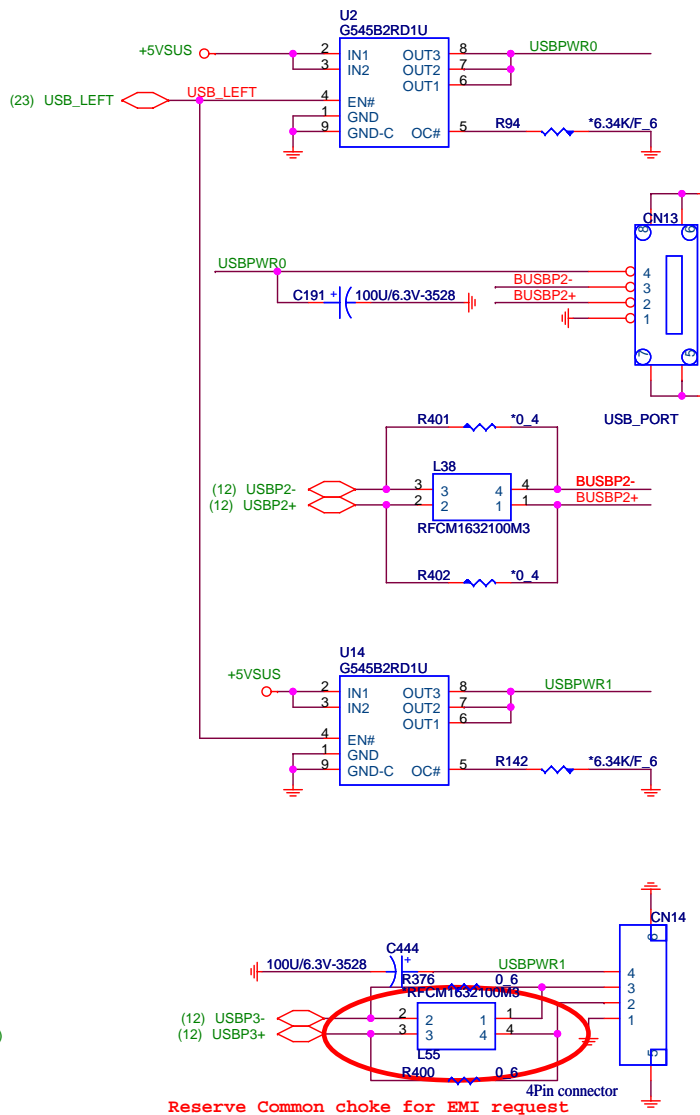 U2
G545B2RD1U
+5VSUS
2 IN1 OUT3 8 USBPWR0
3 IN2 OUT2 7
OUT1 6
(23) USB_LEFT USB_LEFT 4 EN#
1 GND
9 GND-C OC# 5 R94 *6.34K/F_6
CN13
8 6
USBPWR0 4
BUSBP2- 3
C191 + 100U/6.3V-3528 BUSBP2+ 2
1
7 5
USB_PORT
R401 *0_4
L38
(12) USBP2- 3 3 4 4 BUSBP2-
(12) USBP2+ 2 2 1 1 BUSBP2+
RFCM1632100M3
R402 *0_4
U14
G545B2RD1U
+5VSUS
2 IN1 OUT3 8 USBPWR1
3 IN2 OUT2 7
OUT1 6
4 EN#
1 GND
9 GND-C OC# 5 R142 *6.34K/F_6
CN14
6
C444
100U/6.3V-3528 + USBPWR1 4
R376 0_6 3
RFCM1632100M3 2
(12) USBP3- 2 2 1 1 1
(12) USBP3+ 3 3 4 4
)
L55 5
R400 0_6
4Pin connector
Reserve Common choke for EMI request